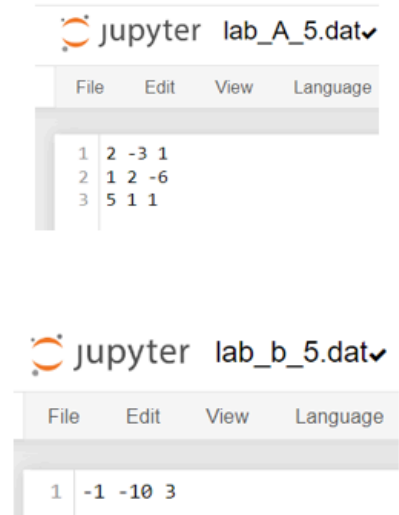 jupyter lab_A_5.dat✔
File Edit View Language
1 2 -3 1
2 1 2 -6
3 5 1 1
jupyter lab_b_5.dat✔
File Edit View Language
1 -1 -10 3